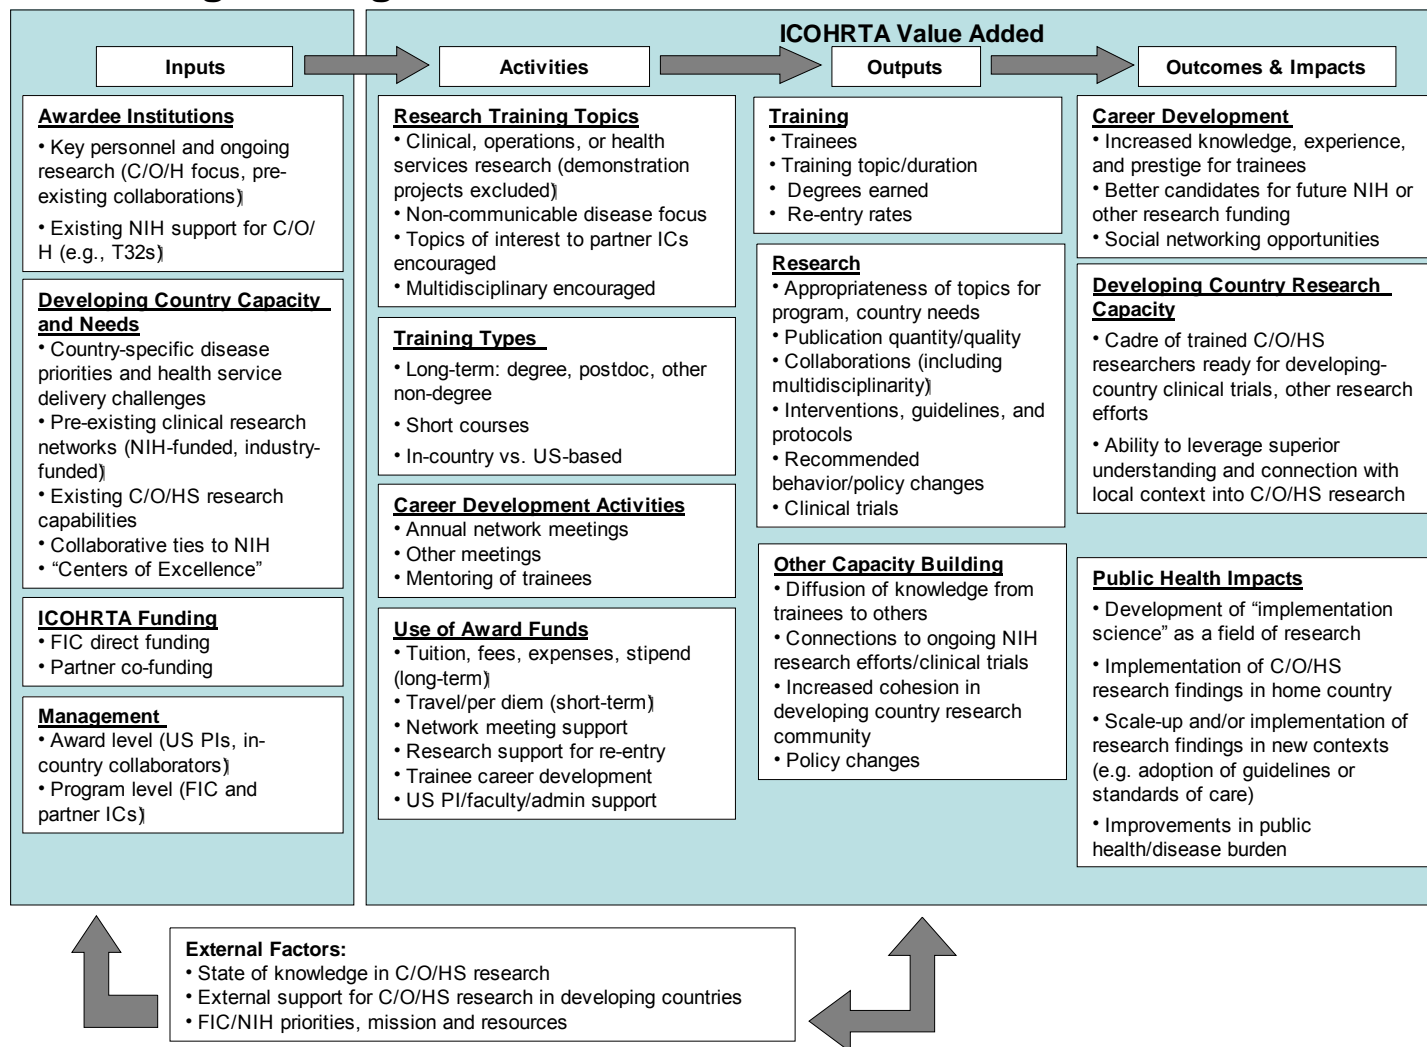 ICOHRTA Value Added
Inputs
Activities
Outputs
Outcomes & Impacts
Awardee Institutions
• Key personnel and ongoing
research (C/O/H focus, pre-
existing collaborations)
• Existing NIH support for C/O/
H (e.g., T32s)
Developing Country Capacity
and Needs
• Country-specific disease
priorities and health service
delivery challenges
• Pre-existing clinical research
networks (NIH-funded, industry-
funded)
• Existing C/O/HS research
capabilities
• Collaborative ties to NIH
• “Centers of Excellence”
ICOHRTA Funding
• FIC direct funding
• Partner co-funding
Management
• Award level (US PIs, in-
country collaborators)
• Program level (FIC and
partner ICs)
Research Training Topics
• Clinical, operations, or health
services research (demonstration
projects excluded)
• Non-communicable disease focus
• Topics of interest to partner ICs
encouraged
• Multidisciplinary encouraged
Training Types
• Long-term: degree, postdoc, other
non-degree
• Short courses
• In-country vs. US-based
Career Development Activities
• Annual network meetings
• Other meetings
• Mentoring of trainees
Use of Award Funds
• Tuition, fees, expenses, stipend
(long-term)
• Travel/per diem (short-term)
• Network meeting support
• Research support for re-entry
• Trainee career development
• US PI/faculty/admin support
Training
• Trainees
• Training topic/duration
• Degrees earned
• Re-entry rates
Research
• Appropriateness of topics for
program, country needs
• Publication quantity/quality
• Collaborations (including
multidisciplinarity)
• Interventions, guidelines, and
protocols
• Recommended
behavior/policy changes
• Clinical trials
Other Capacity Building
• Diffusion of knowledge from
trainees to others
• Connections to ongoing NIH
research efforts/clinical trials
• Increased cohesion in
developing country research
community
• Policy changes
Career Development
• Increased knowledge, experience,
and prestige for trainees
• Better candidates for future NIH or
other research funding
• Social networking opportunities
Developing Country Research
Capacity
• Cadre of trained C/O/HS
researchers ready for developing-
country clinical trials, other research
efforts
• Ability to leverage superior
understanding and connection with
local context into C/O/HS research
Public Health Impacts
• Development of “implementation
science” as a field of research
• Implementation of C/O/HS
research findings in home country
• Scale-up and/or implementation of
research findings in new contexts
(e.g. adoption of guidelines or
standards of care)
• Improvements in public
health/disease burden
External Factors:
• State of knowledge in C/O/HS research
• External support for C/O/HS research in developing countries
• FIC/NIH priorities, mission and resources